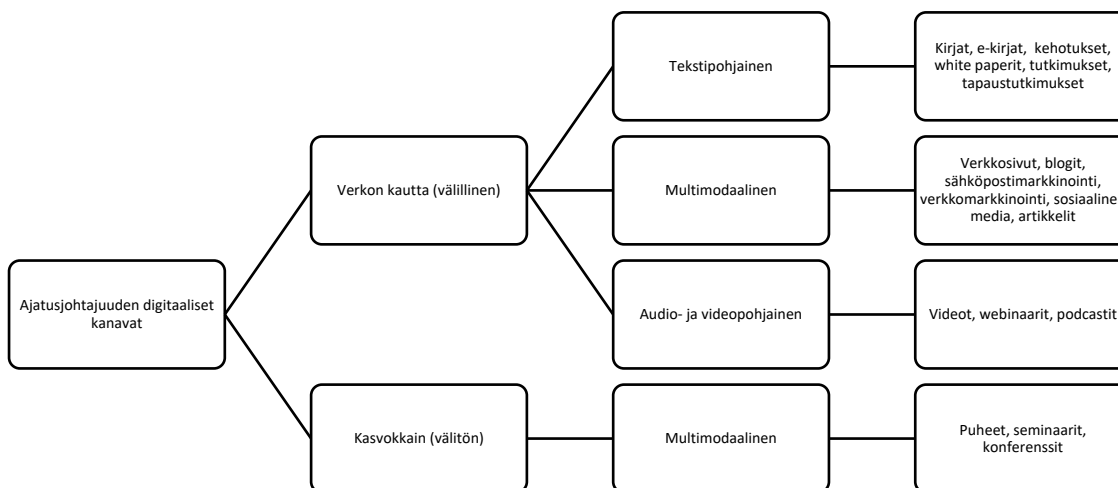 Tekstipohjainen
Kirjat, e-kirjat, kehotukset,
white paperit, tutkimukset,
tapaustutkimukset
Verkon kautta (välillinen)
Multimodaalinen
Verkkosivut, blogit,
sähköpostimarkkinointi,
verkkomarkkinointi, sosiaaline
media, artikkelit
Ajatusjohtajuuden digitaaliset
kanavat
Audio- ja videopohjainen
Videot, webinaarit, podcastit
Kasvokkain (välitön)
Multimodaalinen
Puheet, seminaarit,
konferenssit